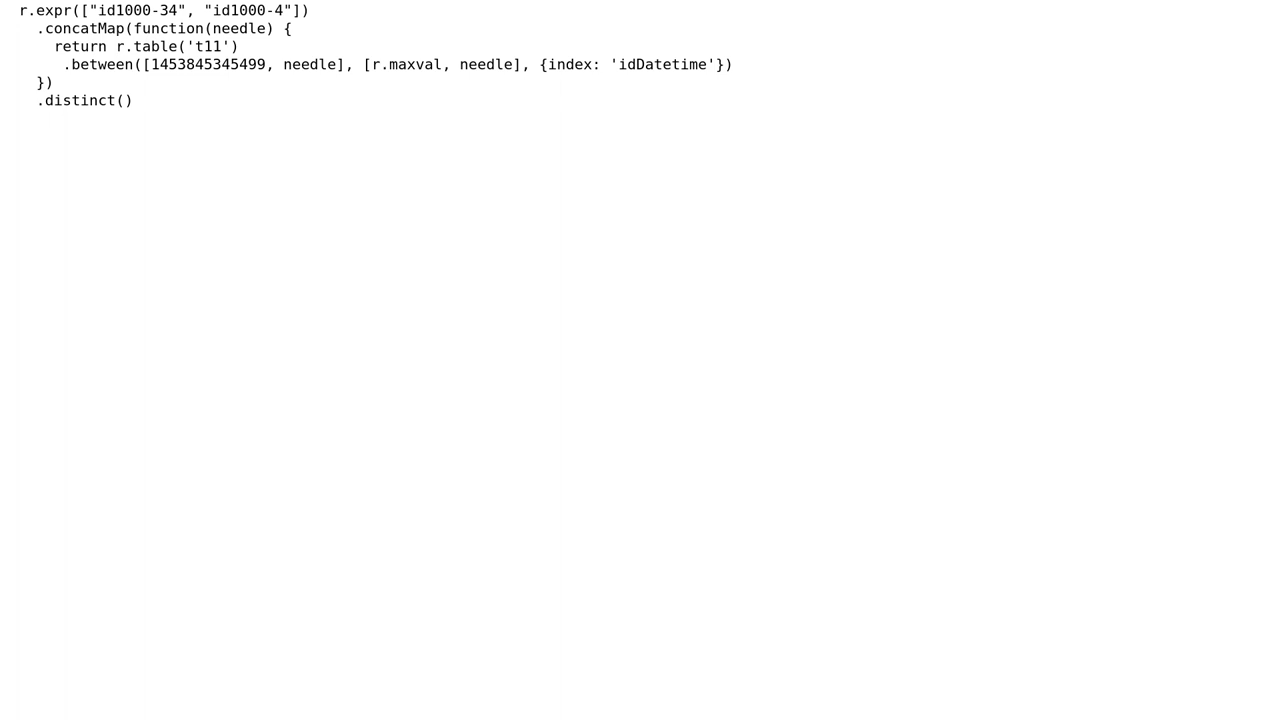 r.expr(["id1000-34", "id1000-4"])
  .concatMap(function(needle) {
    return r.table('t11')
     .between([1453845345499, needle], [r.maxval, needle], {index: 'idDatetime'})
  })
  .distinct()